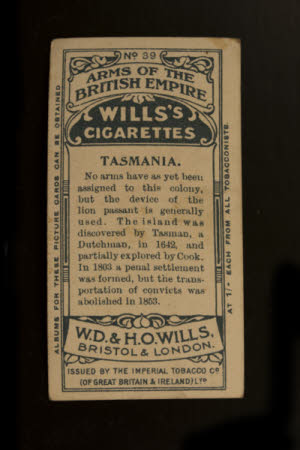 No 39
ARMS OF THE
BRITISH EMPIRE
WILLS'S
CIGARETTES
TASMANIA.
No arms have as yet been
assigned to this colony,
but the device of the
lion passant is generally
used. The island was
discovered by Tasman, a
Dutchman, in 1642, and
partially explored by Cook.
In 1803 a penal settlement
was formed, but the trans-
portation of convicts was
abolished in 1853.
W.D. & H.O. WILLS,
BRISTOL & LONDON.
ISSUED BY THE IMPERIAL TOBACCO Co
(OF GREAT BRITAIN & IRELAND) LTD
ALBUMS FOR THESE PICTURE CARDS CAN BE OBTAINED
AT 1/- EACH FROM ALL TOBACCONISTS.